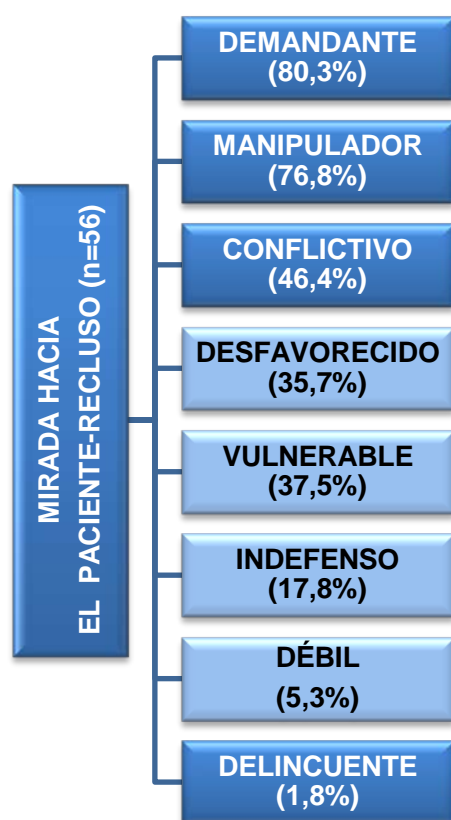 MIRADA HACIA
EL PACIENTE-RECLUSO (n=56)
DEMANDANTE
(80,3%)
MANIPULADOR
(76,8%)
CONFLICTIVO
(46,4%)
DESFAVORECIDO
(35,7%)
VULNERABLE
(37,5%)
INDEFENSO
(17,8%)
DÉBIL
(5,3%)
DELINCUENTE
(1,8%)